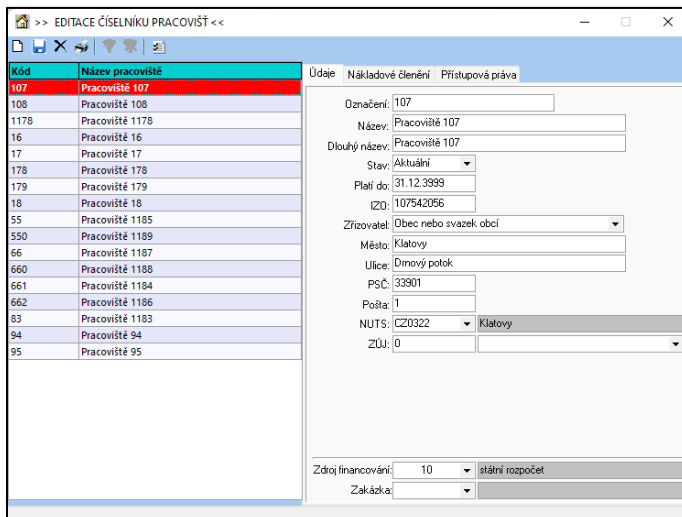 >> EDITACE ČÍSELNÍKU PRACOVIŠŤ <<
Kód Název pracoviště
107 Pracoviště 107
108 Pracoviště 108
1178 Pracoviště 1178
16 Pracoviště 16
17 Pracoviště 17
178 Pracoviště 178
179 Pracoviště 179
18 Pracoviště 18
55 Pracoviště 1185
550 Pracoviště 1189
66 Pracoviště 1187
660 Pracoviště 1188
661 Pracoviště 1184
662 Pracoviště 1186
83 Pracoviště 1183
94 Pracoviště 94
95 Pracoviště 95
Údaje Nákladové členění Přístupová práva
Označení: 107
Název: Pracoviště 107
Dlouhý název: Pracoviště 107
Stav: Aktuální
Platí do: 31.12.3999
IZO: 107542056
Zřizovatel: Obec nebo svazek obcí
Město: Klatovy
Ulice: Drnový potok
PSČ: 33901
Pošta: 1
NUTS: CZ0322 Klatovy
ZÚJ: 0
Zdroj financování: 10 státní rozpočet
Zakázka: